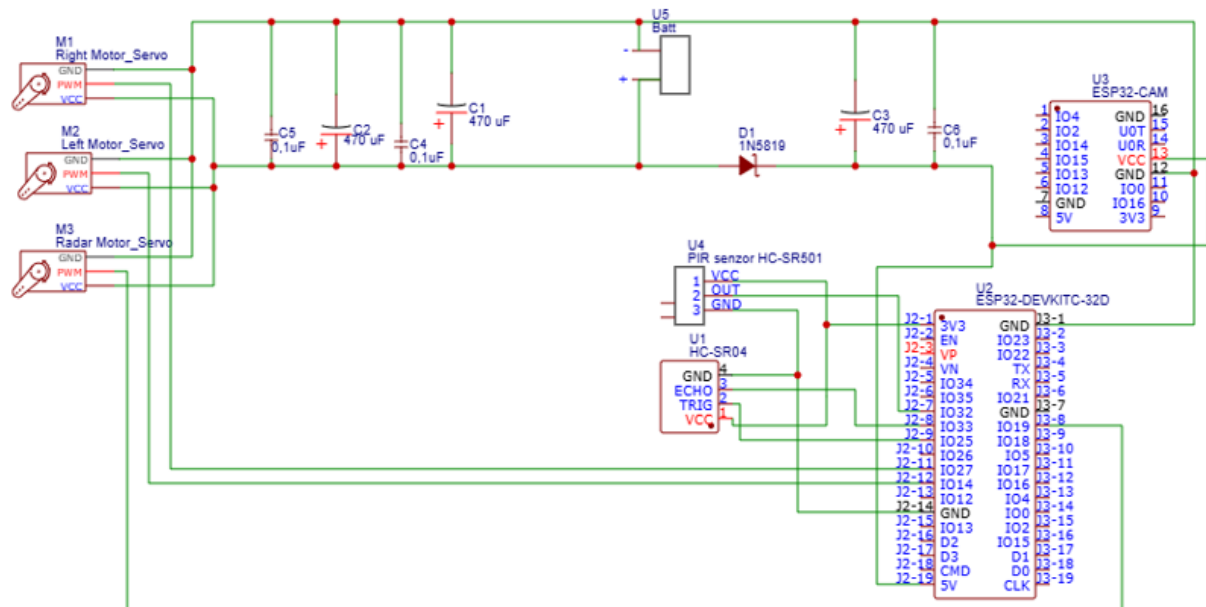 U5
Batt
-
+
M1
Right Motor_Servo
GND
PWM
VCC
M2
Left Motor_Servo
GND
PWM
VCC
M3
Radar Motor_Servo
GND
PWM
VCC
C5
0,1uF
C2
470 uF
C4
0,1uF
C1
470 uF
D1
1N5819
C3
470 uF
C6
0,1uF
U3
ESP32-CAM
1 IO4 GND 16
2 IO2 U0T 15
3 IO14 U0R 14
4 IO15 VCC 13
5 IO13 GND 12
6 IO12 IO0 11
7 GND IO16 10
8 5V 3V3 9
U4
PIR senzor HC-SR501
1 VCC
2 OUT
3 GND
U1
HC-SR04
GND 4
ECHO 3
TRIG 2
VCC 1
U2
ESP32-DEVKITC-32D
J2-1 3V3 GND J3-1
J2-2 EN IO23 J3-2
J2-3 VP IO22 J3-3
J2-4 VN TX J3-4
J2-5 IO34 RX J3-5
J2-6 IO35 IO21 J3-6
J2-7 IO32 GND J3-7
J2-8 IO33 IO19 J3-8
J2-9 IO25 IO18 J3-9
J2-10 IO26 IO5 J3-10
J2-11 IO27 IO17 J3-11
J2-12 IO14 IO16 J3-12
J2-13 IO12 IO4 J3-13
J2-14 GND IO0 J3-14
J2-15 IO13 IO2 J3-15
J2-16 D2 IO15 J3-16
J2-17 D3 D1 J3-17
J2-18 CMD D0 J3-18
J2-19 5V CLK J3-19